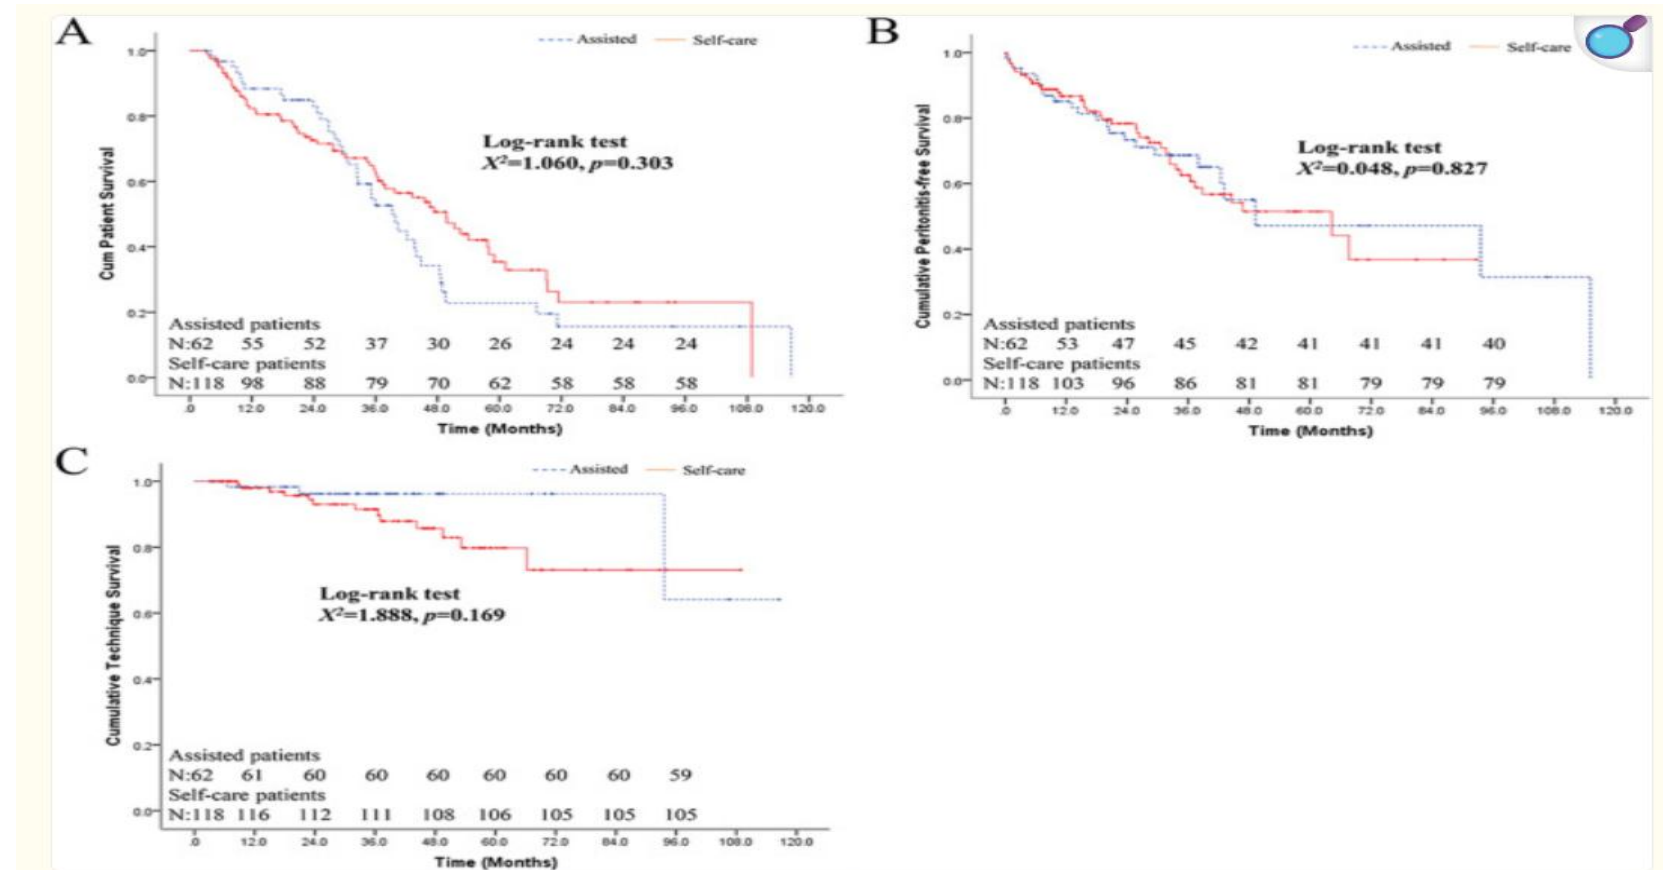 A
Assisted
Self-care
1.0
0.8
0.6
0.4
0.2
0.0
Cum Patient Survival
Log-rank test
X²=1.060, p=0.303
Assisted patients
N:62 55 52 37 30 26 24 24 24
Self-care patients
N:118 98 88 79 70 62 58 58 58
.0 12.0 24.0 36.0 48.0 60.0 72.0 84.0 96.0 108.0 120.0
Time (Months)
B
Assisted
Self-care
1.0
0.8
0.6
0.4
0.2
0.0
Cumulative Peritonitis-free Survival
Log-rank test
X²=0.048, p=0.827
Assisted patients
N:62 53 47 45 42 41 41 41 40
Self-care patients
N:118 103 96 86 81 81 79 79 79
.0 12.0 24.0 36.0 48.0 60.0 72.0 84.0 96.0 108.0 120.0
Time (Months)
C
Assisted
Self-care
1.0
0.8
0.6
0.4
0.2
0.0
Cumulative Technique Survival
Log-rank test
X²=1.888, p=0.169
Assisted patients
N:62 61 60 60 60 60 60 60 59
Self-care patients
N:118 116 112 111 108 106 105 105 105
.0 12.0 24.0 36.0 48.0 60.0 72.0 84.0 96.0 108.0 120.0
Time (Months)